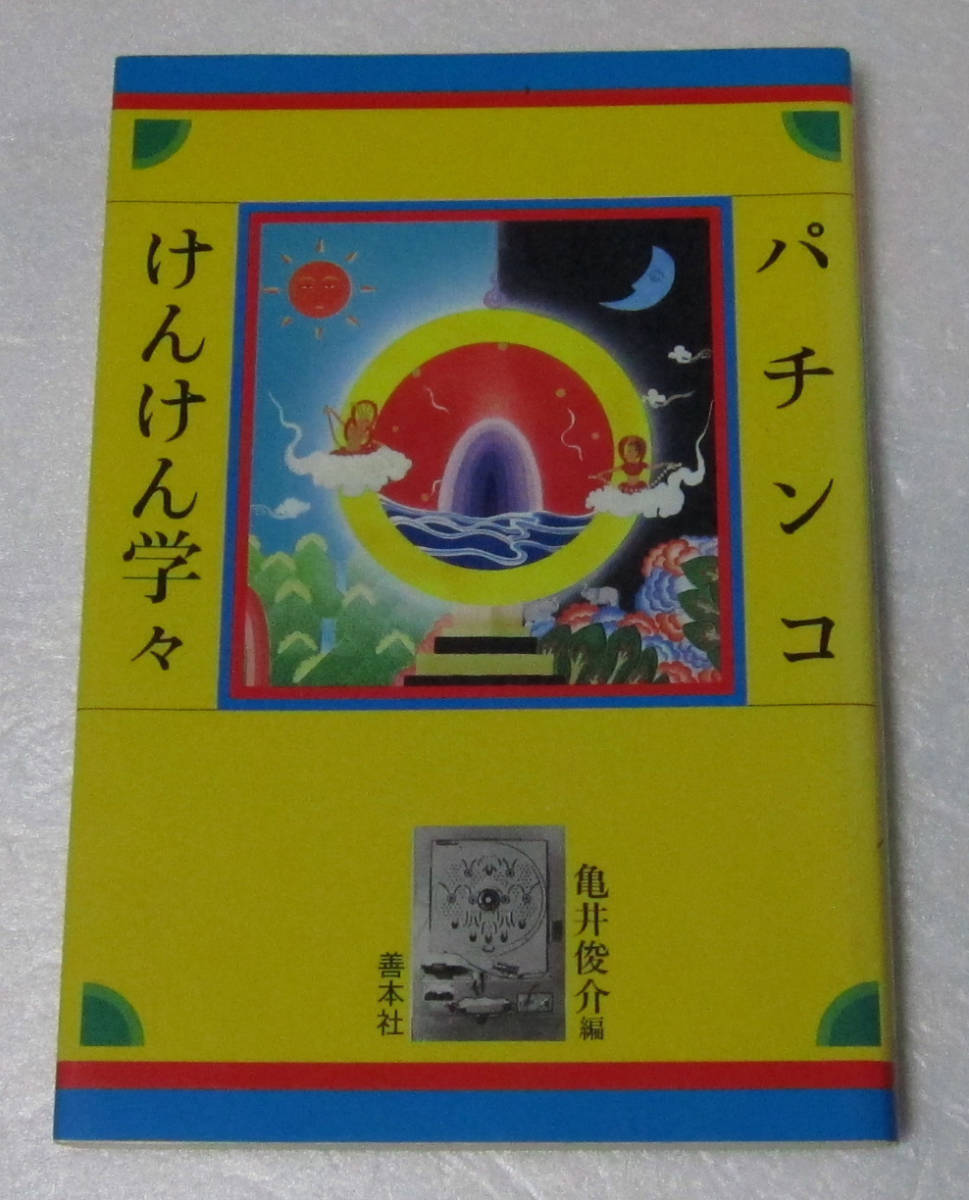 パチンコ
けんけん学々
亀井俊介編
善本社